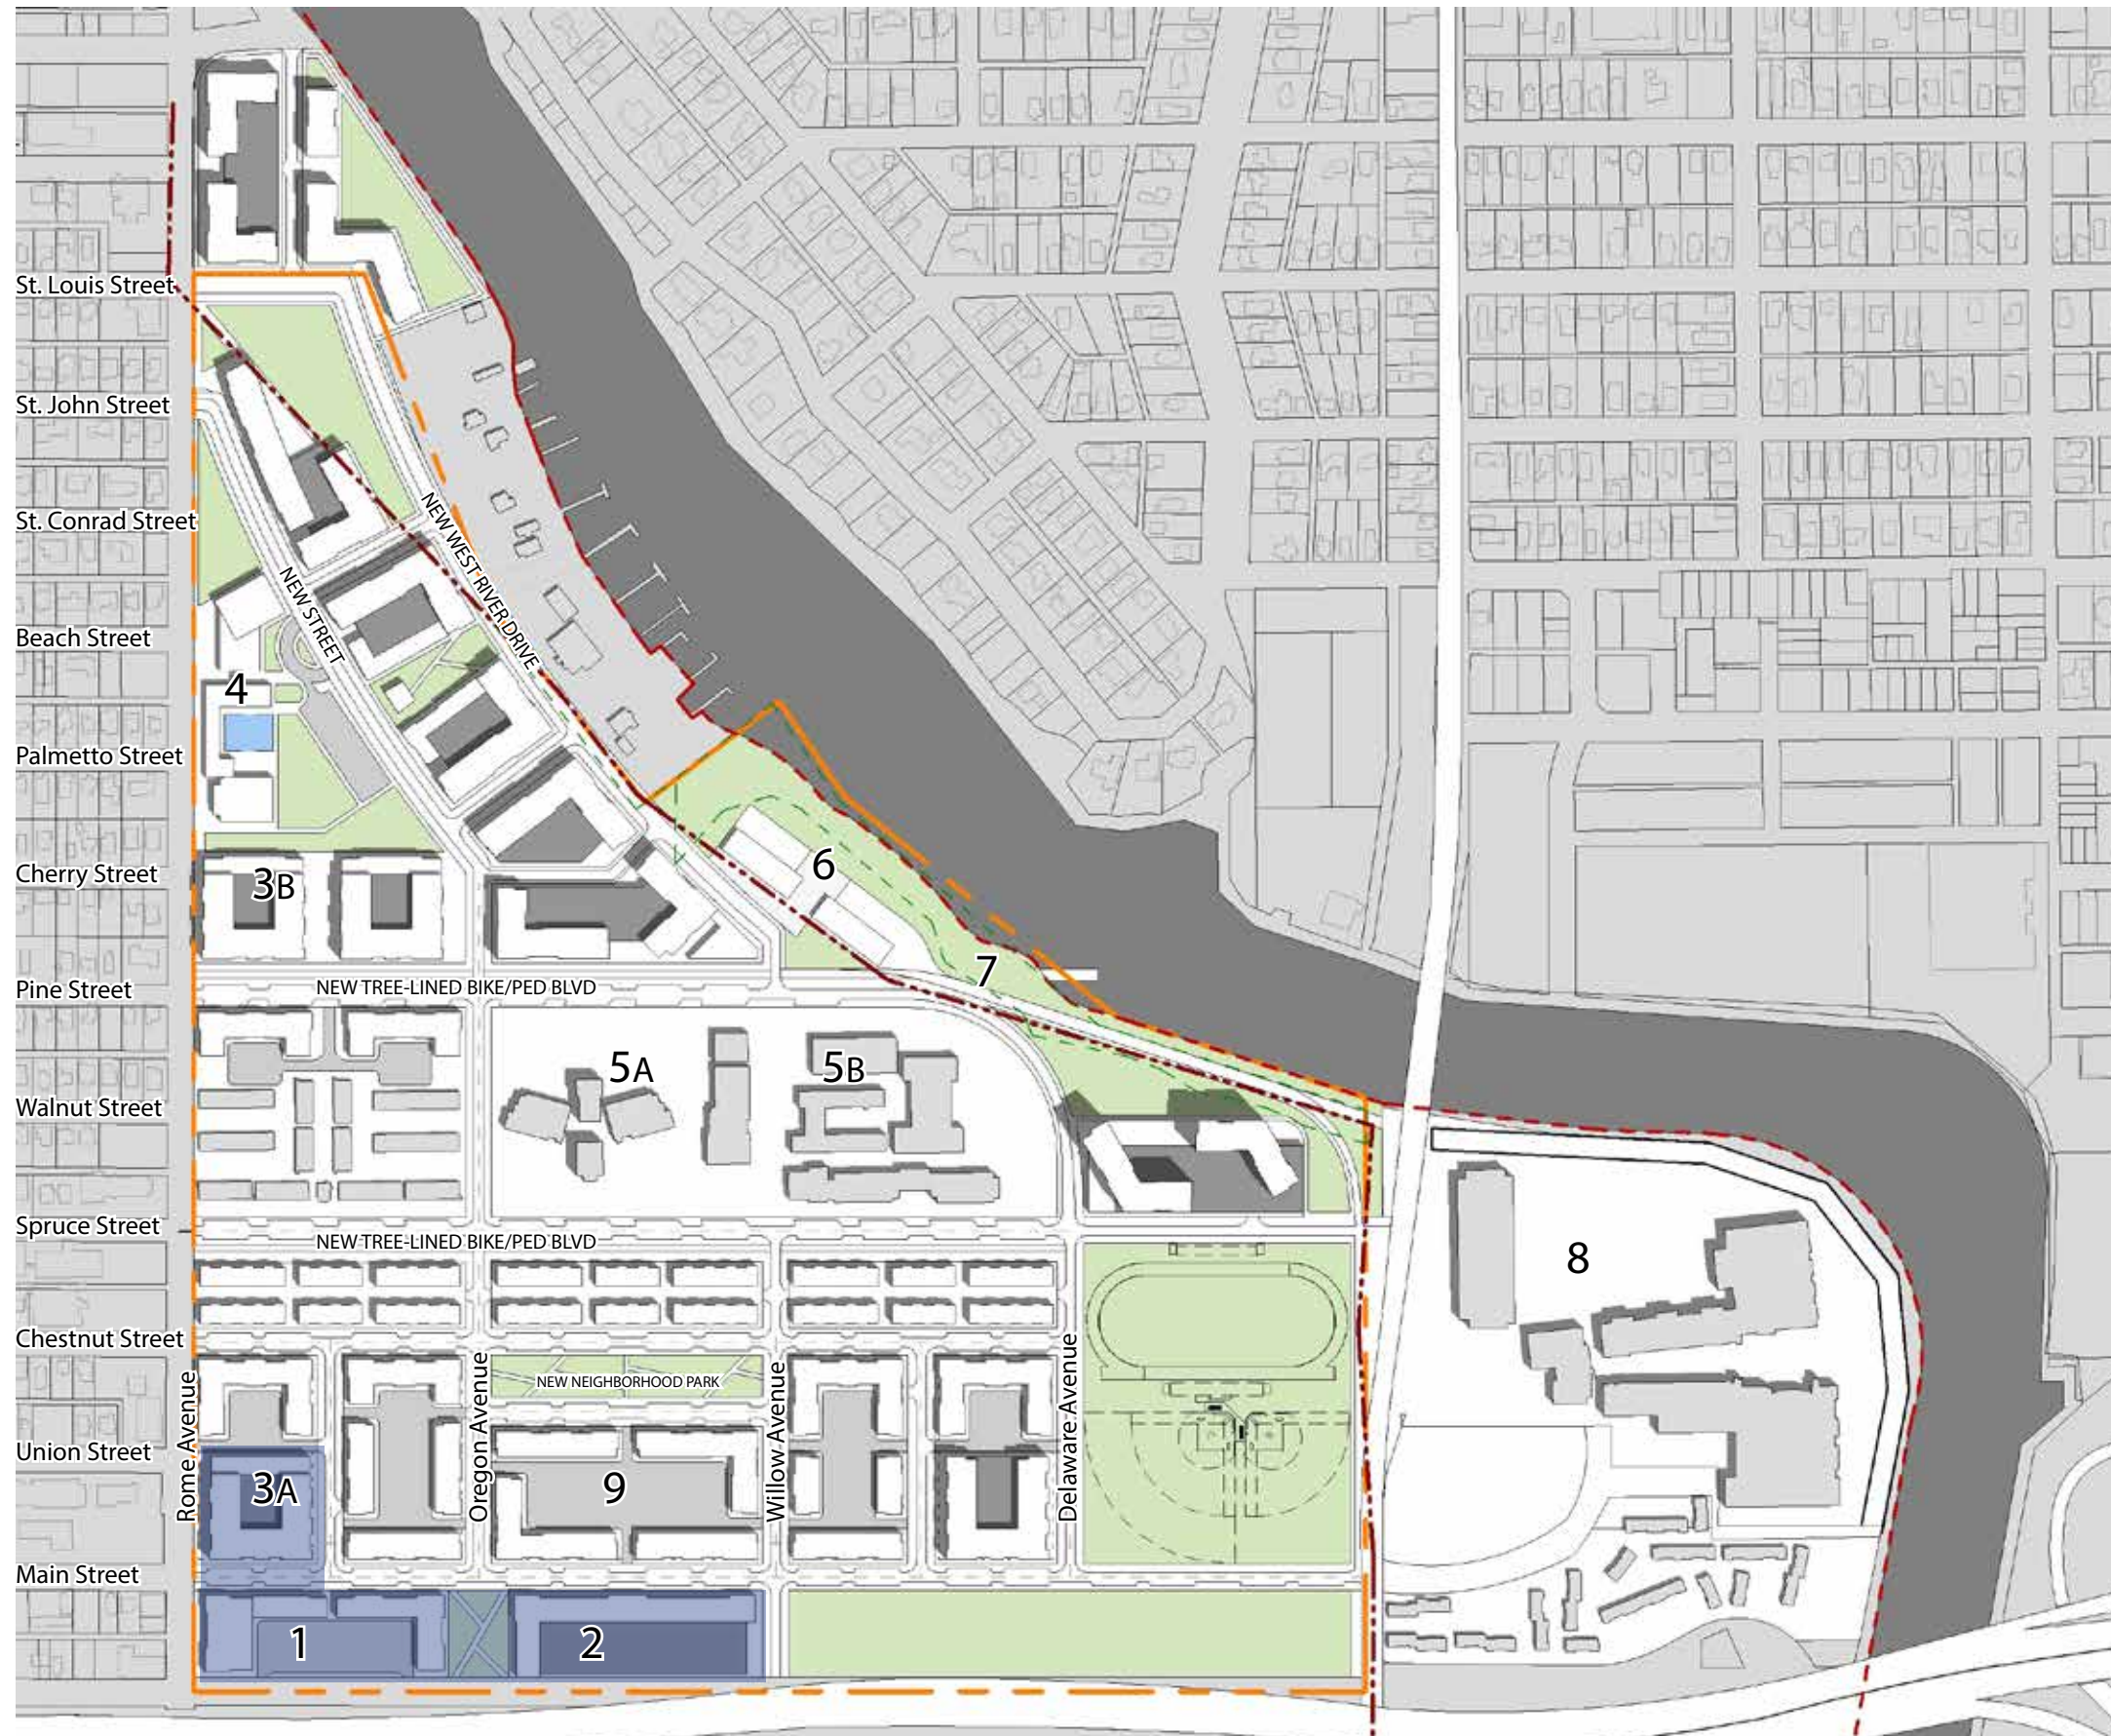 St. Louis Street
St. John Street
St. Conrad Street
NEW WEST RIVER DRIVE
NEW STREET
Beach Street
4
Palmetto Street
Cherry Street
3B
6
7
Pine Street
NEW TREE-LINED BIKE/PED BLVD
5A
5B
Walnut Street
Spruce Street
NEW TREE-LINED BIKE/PED BLVD
8
Chestnut Street
NEW NEIGHBORHOOD PARK
Rome Avenue
Oregon Avenue
Willow Avenue
Delaware Avenue
Union Street
3A
9
Main Street
1
2